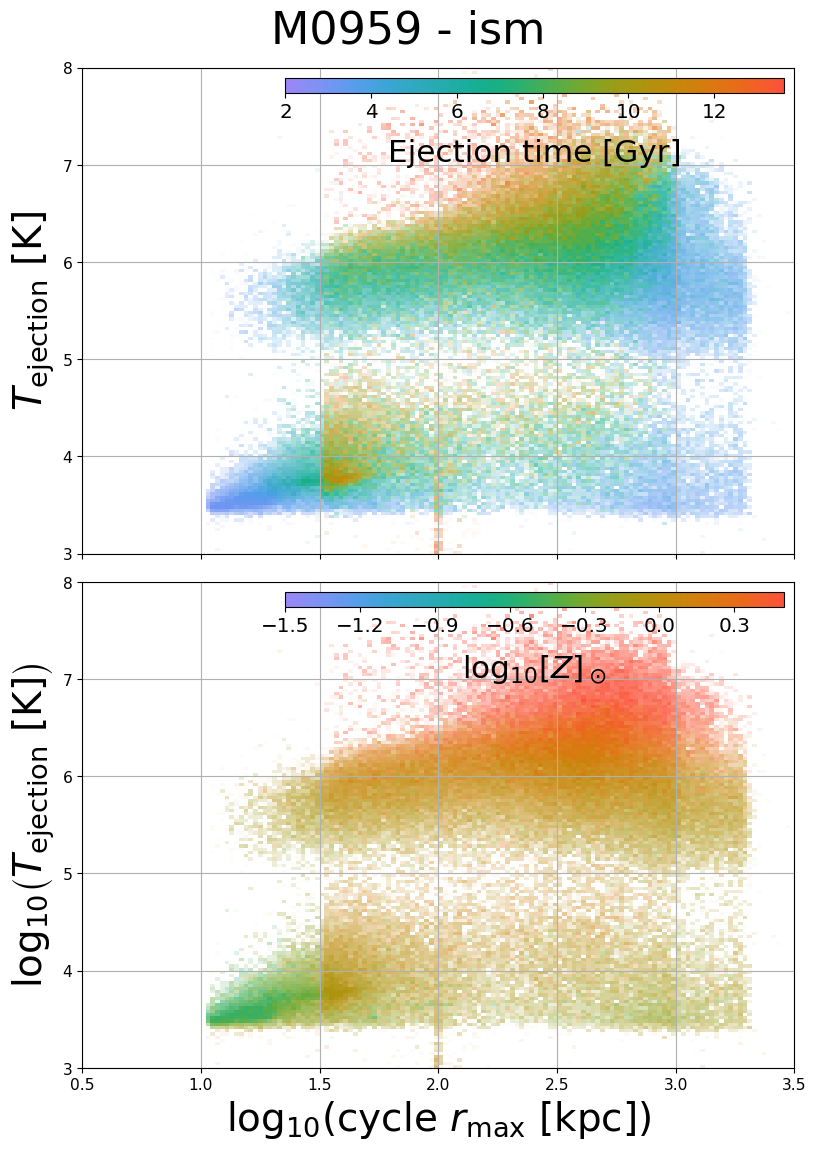 M0959 - ism
8
2 4 6 8 10 12
Ejection time [Gyr]
7
6
5
4
3
T_ejection [K]
8
−1.5 −1.2 −0.9 −0.6 −0.3 0.0 0.3
log₁₀[Z]_⊙
7
6
5
4
3
log₁₀(T_ejection [K])
0.5 1.0 1.5 2.0 2.5 3.0 3.5
log₁₀(cycle r_max [kpc])